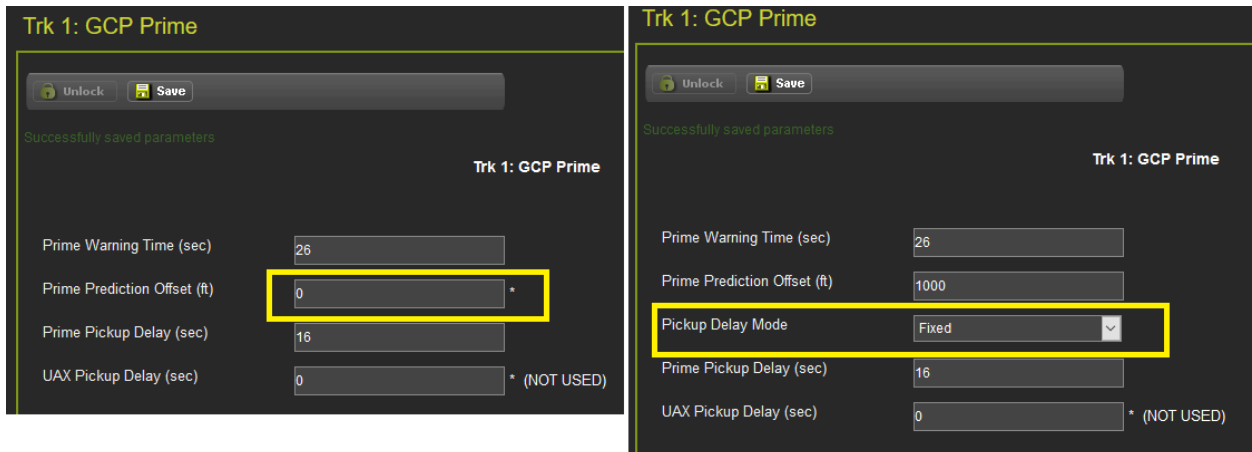 Trk 1: GCP Prime
Unlock Save
Successfully saved parameters
Trk 1: GCP Prime
Prime Warning Time (sec) 26
Prime Prediction Offset (ft) 0 *
Prime Pickup Delay (sec) 16
UAX Pickup Delay (sec) 0 * (NOT USED)
Trk 1: GCP Prime
Unlock Save
Successfully saved parameters
Trk 1: GCP Prime
Prime Warning Time (sec) 26
Prime Prediction Offset (ft) 1000
Pickup Delay Mode Fixed
Prime Pickup Delay (sec) 16
UAX Pickup Delay (sec) 0 * (NOT USED)